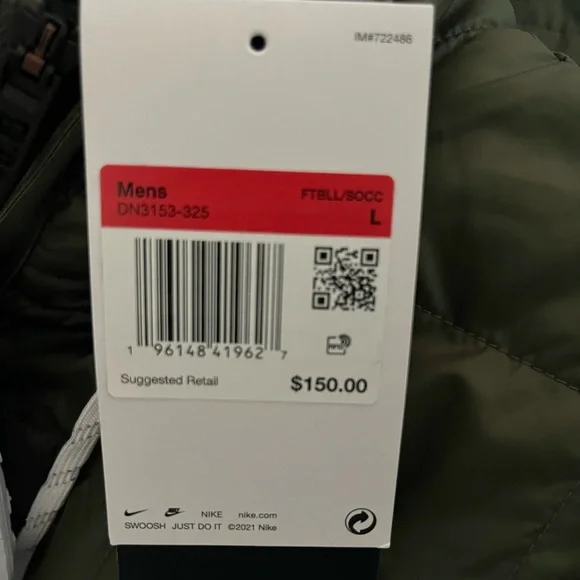 IM#722486
Mens FTBLL/SOCC
DN3153-325 L
1 96148 41962 7
RFID
Suggested Retail $150.00
NIKE nike.com
SWOOSH JUST DO IT ©2021 Nike